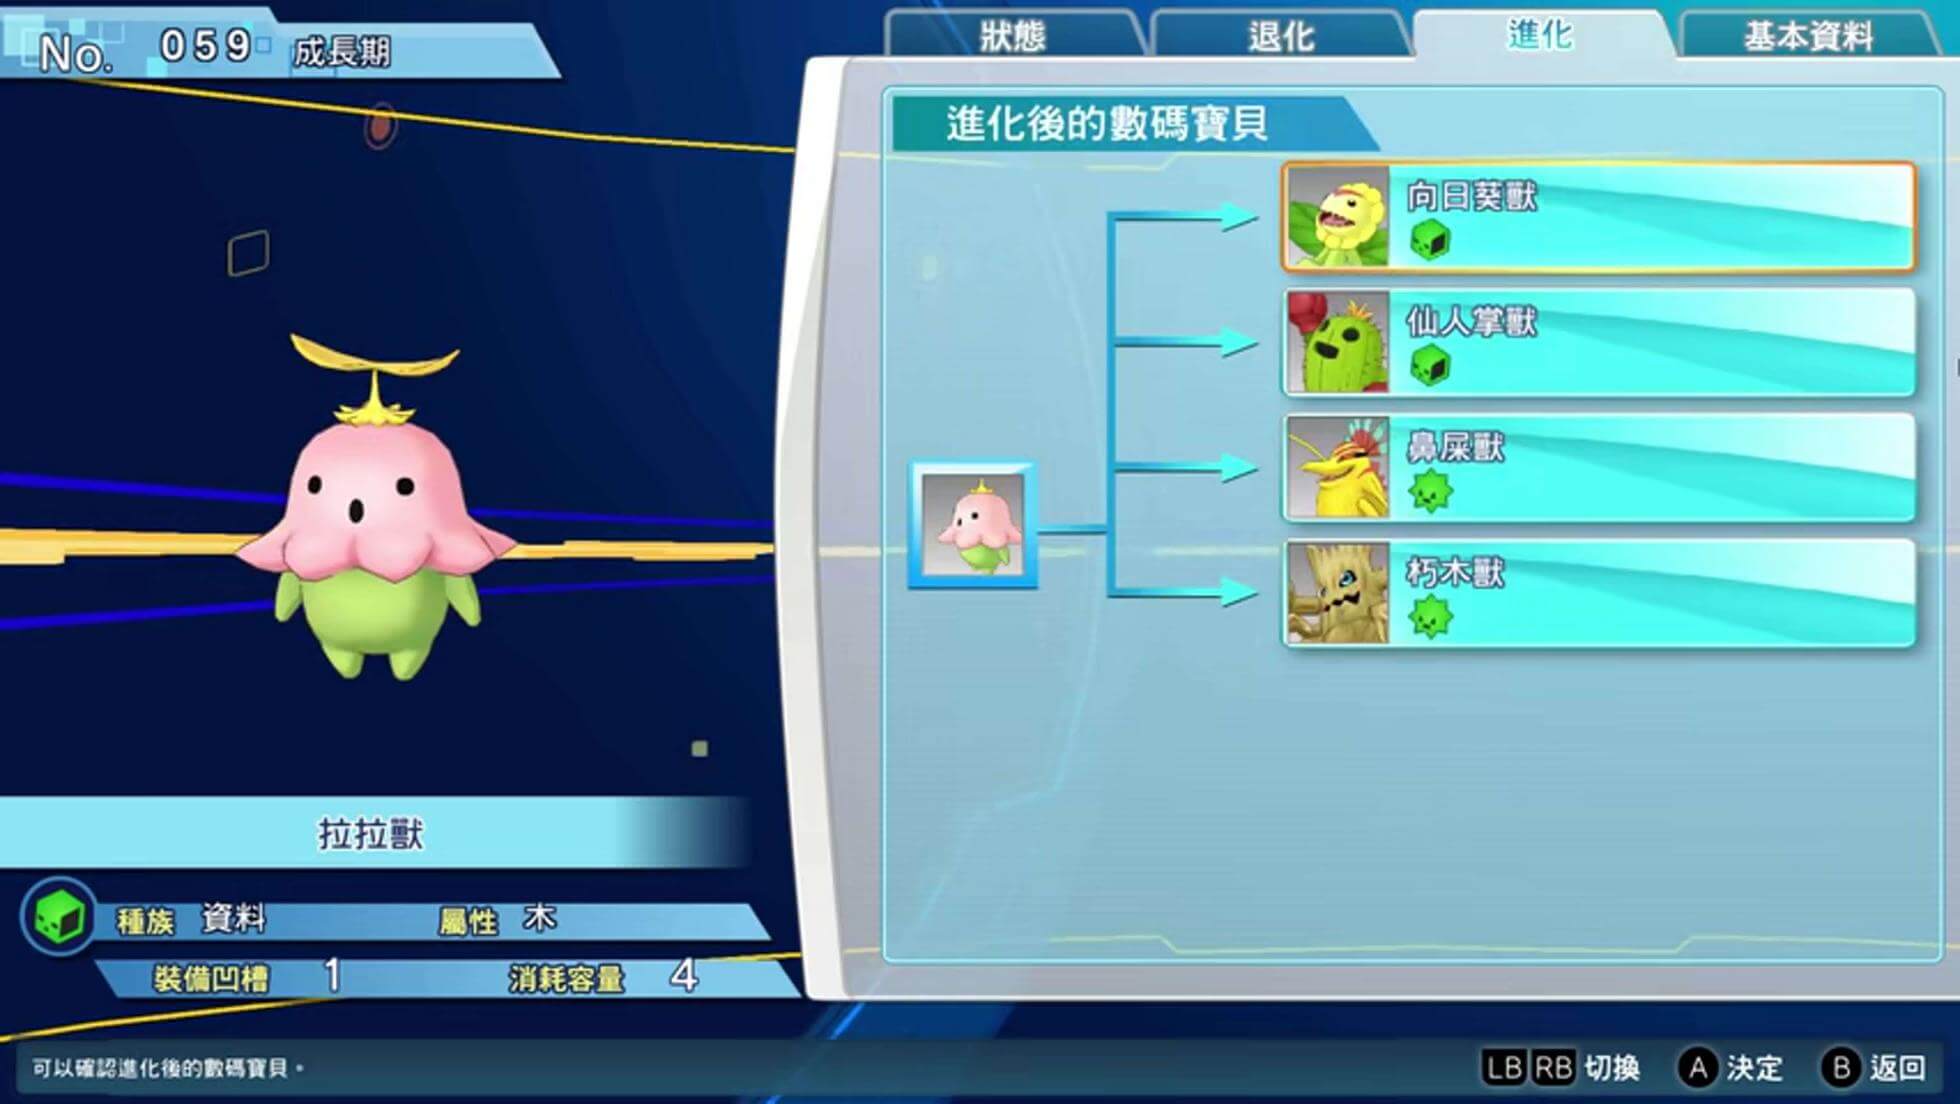 No. 059 成長期
狀態 退化 進化 基本資料
進化後的數碼寶貝
向日葵獸
仙人掌獸
鼻屎獸
朽木獸
拉拉獸
種族 資料 屬性 木
裝備凹槽 1 消耗容量 4
可以確認進化後的數碼寶貝。
LB RB 切換 A 決定 B 返回